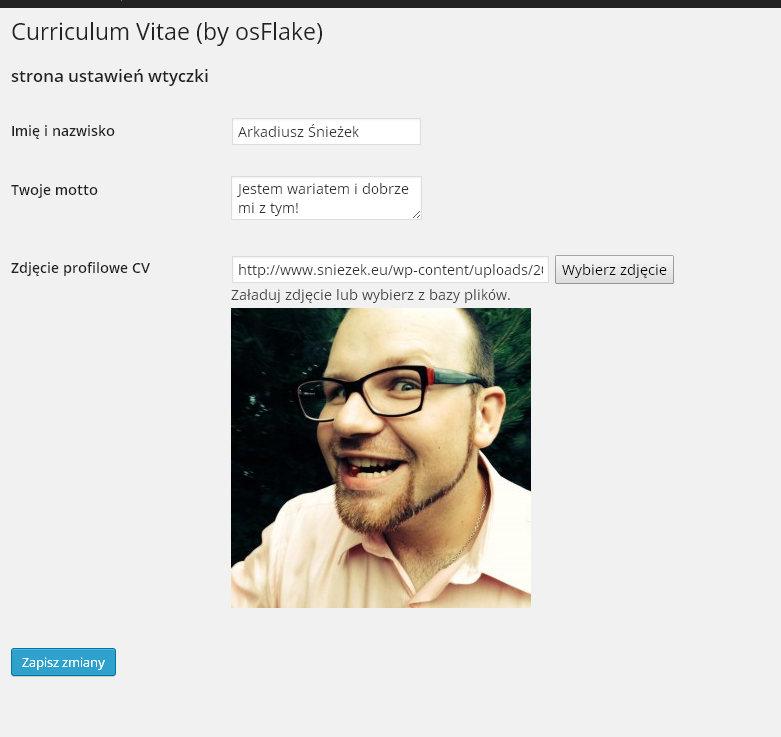 Curriculum Vitae (by osFlake)
strona ustawień wtyczki
Imię i nazwisko
Arkadiusz Śnieżek
Twoje motto
Jestem wariatem i dobrze
mi z tym!
Zdjęcie profilowe CV
http://www.sniezek.eu/wp-content/uploads/20
Wybierz zdjęcie
Załaduj zdjęcie lub wybierz z bazy plików.
Zapisz zmiany